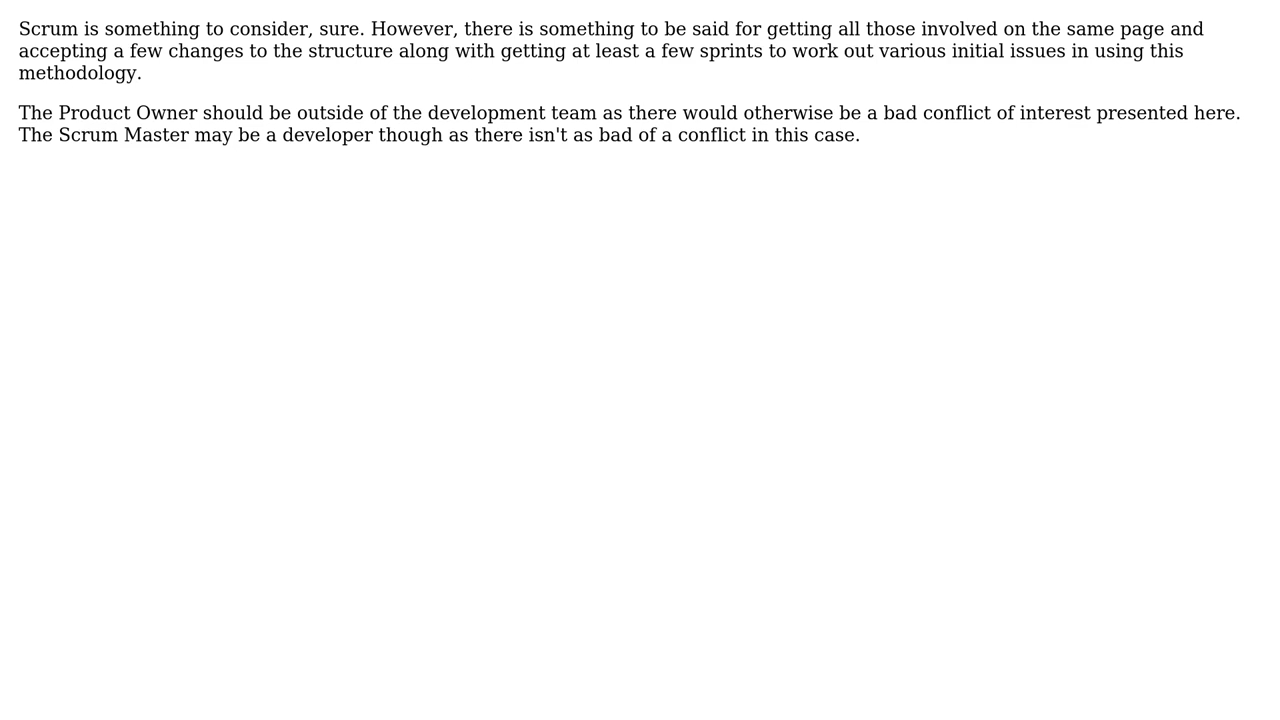 Scrum is something to consider, sure. However, there is something to be said for getting all those involved on the same page and
accepting a few changes to the structure along with getting at least a few sprints to work out various initial issues in using this
methodology.
The Product Owner should be outside of the development team as there would otherwise be a bad conflict of interest presented here.
The Scrum Master may be a developer though as there isn't as bad of a conflict in this case.